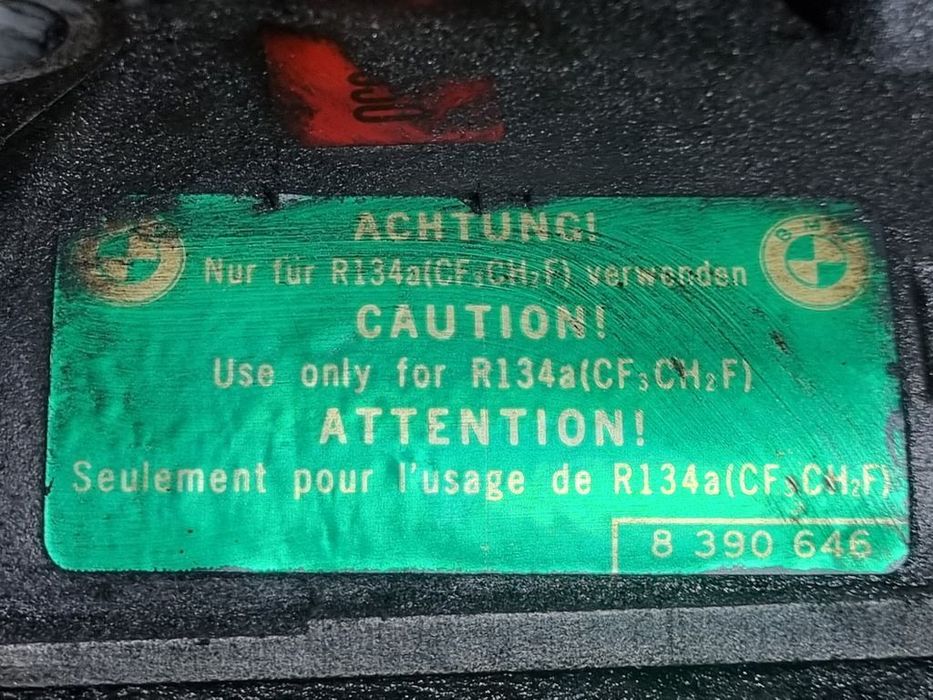 ACHTUNG!
Nur für R134a(CF₃CH₂F) verwenden
CAUTION!
Use only for R134a(CF₃CH₂F)
ATTENTION!
Seulement pour l'usage de R134a(CF₃CH₂F)
8 390 646